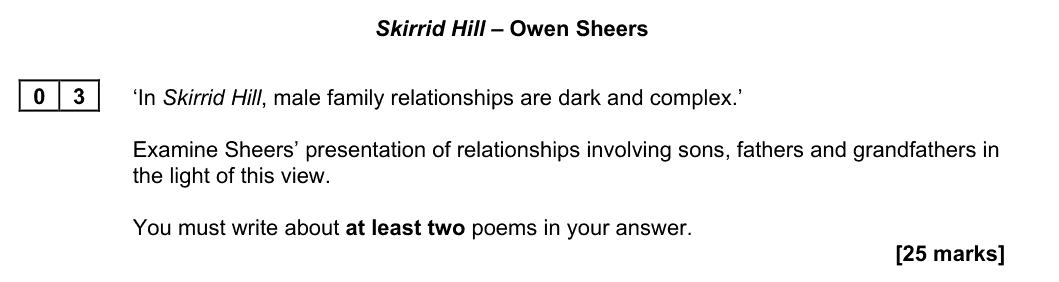 Skirrid Hill – Owen Sheers
0 3 ‘In Skirrid Hill, male family relationships are dark and complex.’
Examine Sheers’ presentation of relationships involving sons, fathers and grandfathers in
the light of this view.
You must write about at least two poems in your answer.
[25 marks]